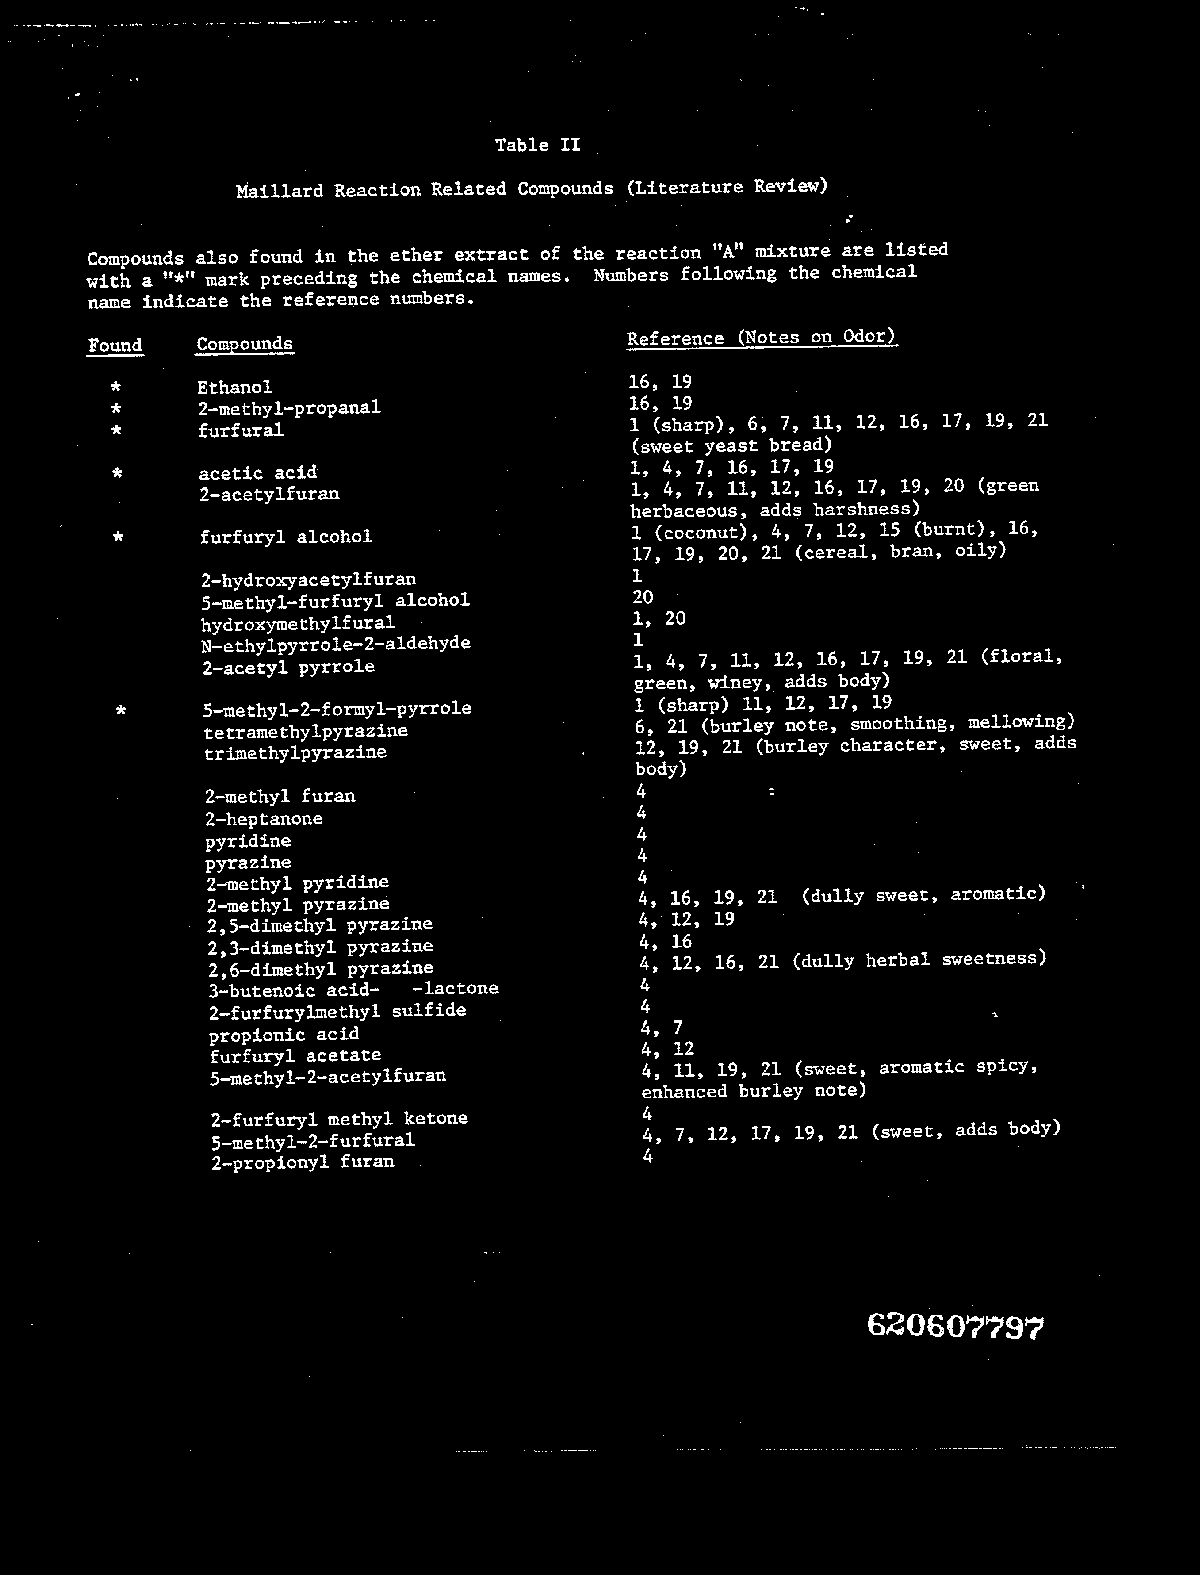 Table II
Maillard Reaction Related Compounds (Literature Review)
Compounds also found in the ether extract of the reaction "A" mixture are listed
with a "*" mark preceding the chemical names. Numbers following the chemical
name indicate the reference numbers.
Found Compounds Reference (Notes on Odor)
* Ethanol 16, 19
* 2-methyl-propanal 16, 19
* furfural 1 (sharp), 6, 7, 11, 12, 16, 17, 19, 21
(sweet yeast bread)
* acetic acid 1, 4, 7, 16, 17, 19
2-acetylfuran 1, 4, 7, 11, 12, 16, 17, 19, 20 (green
herbaceous, adds harshness)
* furfuryl alcohol 1 (coconut), 4, 7, 12, 15 (burnt), 16,
17, 19, 20, 21 (cereal, bran, oily)
2-hydroxyacetylfuran 1
5-methyl-furfuryl alcohol 20
hydroxymethylfural 1, 20
N-ethylpyrrole-2-aldehyde 1
2-acetyl pyrrole 1, 4, 7, 11, 12, 16, 17, 19, 21 (floral,
green, winey, adds body)
* 5-methyl-2-formyl-pyrrole 1 (sharp) 11, 12, 17, 19
tetramethylpyrazine 6, 21 (burley note, smoothing, mellowing)
trimethylpyrazine 12, 19, 21 (burley character, sweet, adds
body)
2-methyl furan 4
2-heptanone 4
pyridine 4
pyrazine 4
2-methyl pyridine 4
2-methyl pyrazine 4, 16, 19, 21 (dully sweet, aromatic)
2,5-dimethyl pyrazine 4, 12, 19
2,3-dimethyl pyrazine 4, 16
2,6-dimethyl pyrazine 4, 12, 16, 21 (dully herbal sweetness)
3-butenoic acid- -lactone 4
2-furfurylmethyl sulfide 4
propionic acid 4, 7
furfuryl acetate 4, 12
5-methyl-2-acetylfuran 4, 11, 19, 21 (sweet, aromatic spicy,
enhanced burley note)
2-furfuryl methyl ketone 4
5-methyl-2-furfural 4, 7, 12, 17, 19, 21 (sweet, adds body)
2-propionyl furan 4
620607797